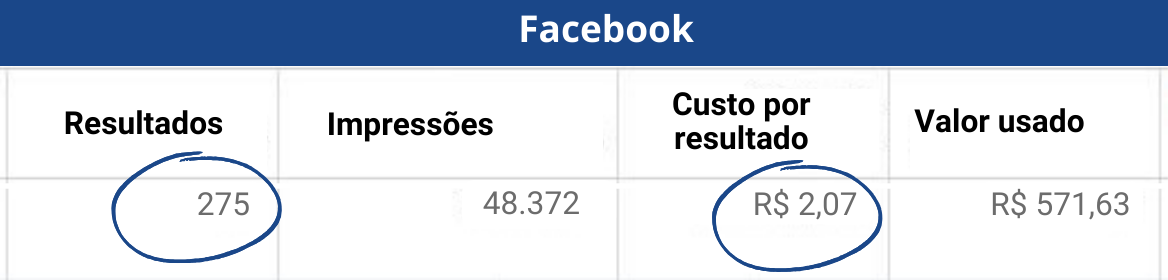 Facebook
Resultados
Impressões
Custo por
resultado
Valor usado
275
48.372
R$ 2,07
R$ 571,63